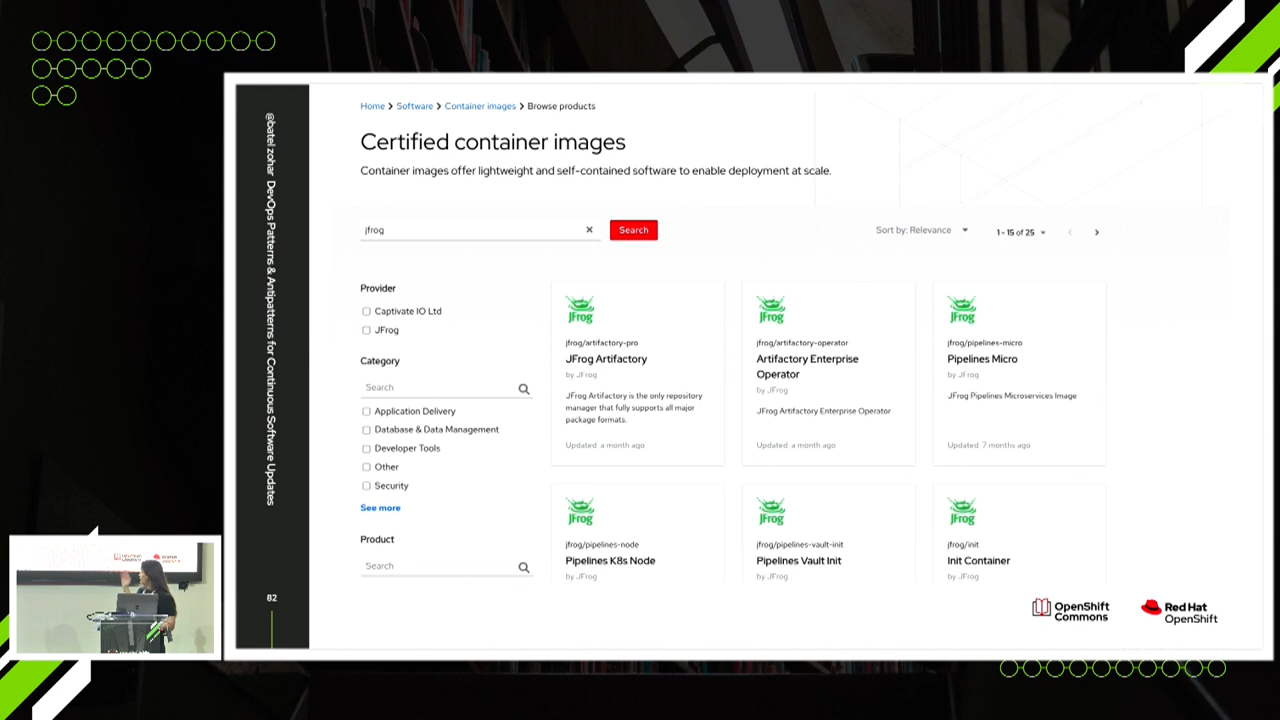 @batel zohar DevOps Patterns & Antipatterns for Continuous Software Updates
82
Home > Software > Container images > Browse products
Certified container images
Container images offer lightweight and self-contained software to enable deployment at scale.
jfrog ✕ Search
Sort by: Relevance
1 - 15 of 25
Provider
Captivate IO Ltd
JFrog
Category
Search
Application Delivery
Database & Data Management
Developer Tools
Other
Security
See more
Product
Search
JFrog
jfrog/artifactory-pro
JFrog Artifactory
by JFrog
JFrog Artifactory is the only repository
manager that fully supports all major
package formats.
Updated a month ago
JFrog
jfrog/artifactory-operator
Artifactory Enterprise
Operator
by JFrog
JFrog Artifactory Enterprise Operator
Updated a month ago
JFrog
jfrog/pipelines-micro
Pipelines Micro
by JFrog
JFrog Pipelines Microservices Image
Updated 7 months ago
JFrog
jfrog/pipelines-node
Pipelines K8s Node
by JFrog
JFrog
jfrog/pipelines-vault-init
Pipelines Vault Init
by JFrog
JFrog
jfrog/init
Init Container
by JFrog
OpenShift
Commons
Red Hat
OpenShift